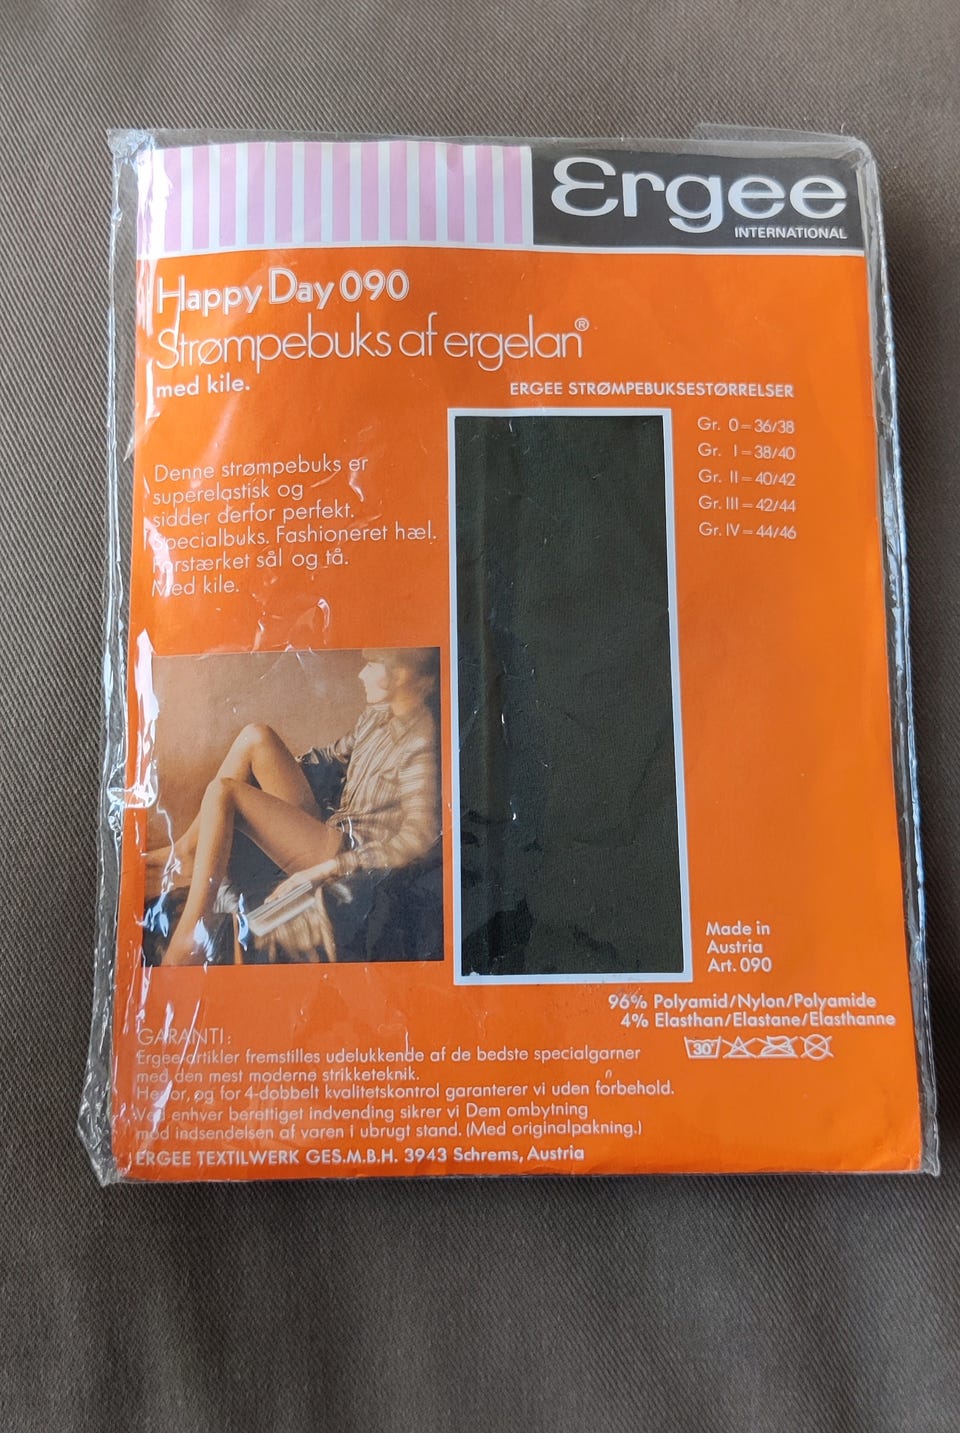 Ergee
INTERNATIONAL
Happy Day 090
Strømpebuks af ergelan®
med kile.
ERGEE STRØMPEBUKSESTØRRELSER
Gr. 0 = 36/38
Gr. I = 38/40
Gr. II = 40/42
Gr. III = 42/44
Gr. IV = 44/46
Denne strømpebuks er
superelastisk og
sidder derfor perfekt.
Specialbuks. Fashioneret hæl.
Forstærket sål og tå.
Med kile.
Made in
Austria
Art. 090
96% Polyamid/Nylon/Polyamide
4% Elasthan/Elastane/Elasthanne
30°
GARANTI:
Ergee-artikler fremstilles udelukkende af de bedste specialgarner
med den mest moderne strikketeknik.
Herfor, og for 4-dobbelt kvalitetskontrol garanterer vi uden forbehold.
Ved enhver berettiget indvending sikrer vi Dem ombytning
mod indsendelsen af varen i ubrugt stand. (Med originalpakning.)
ERGEE TEXTILWERK GES.M.B.H. 3943 Schrems, Austria